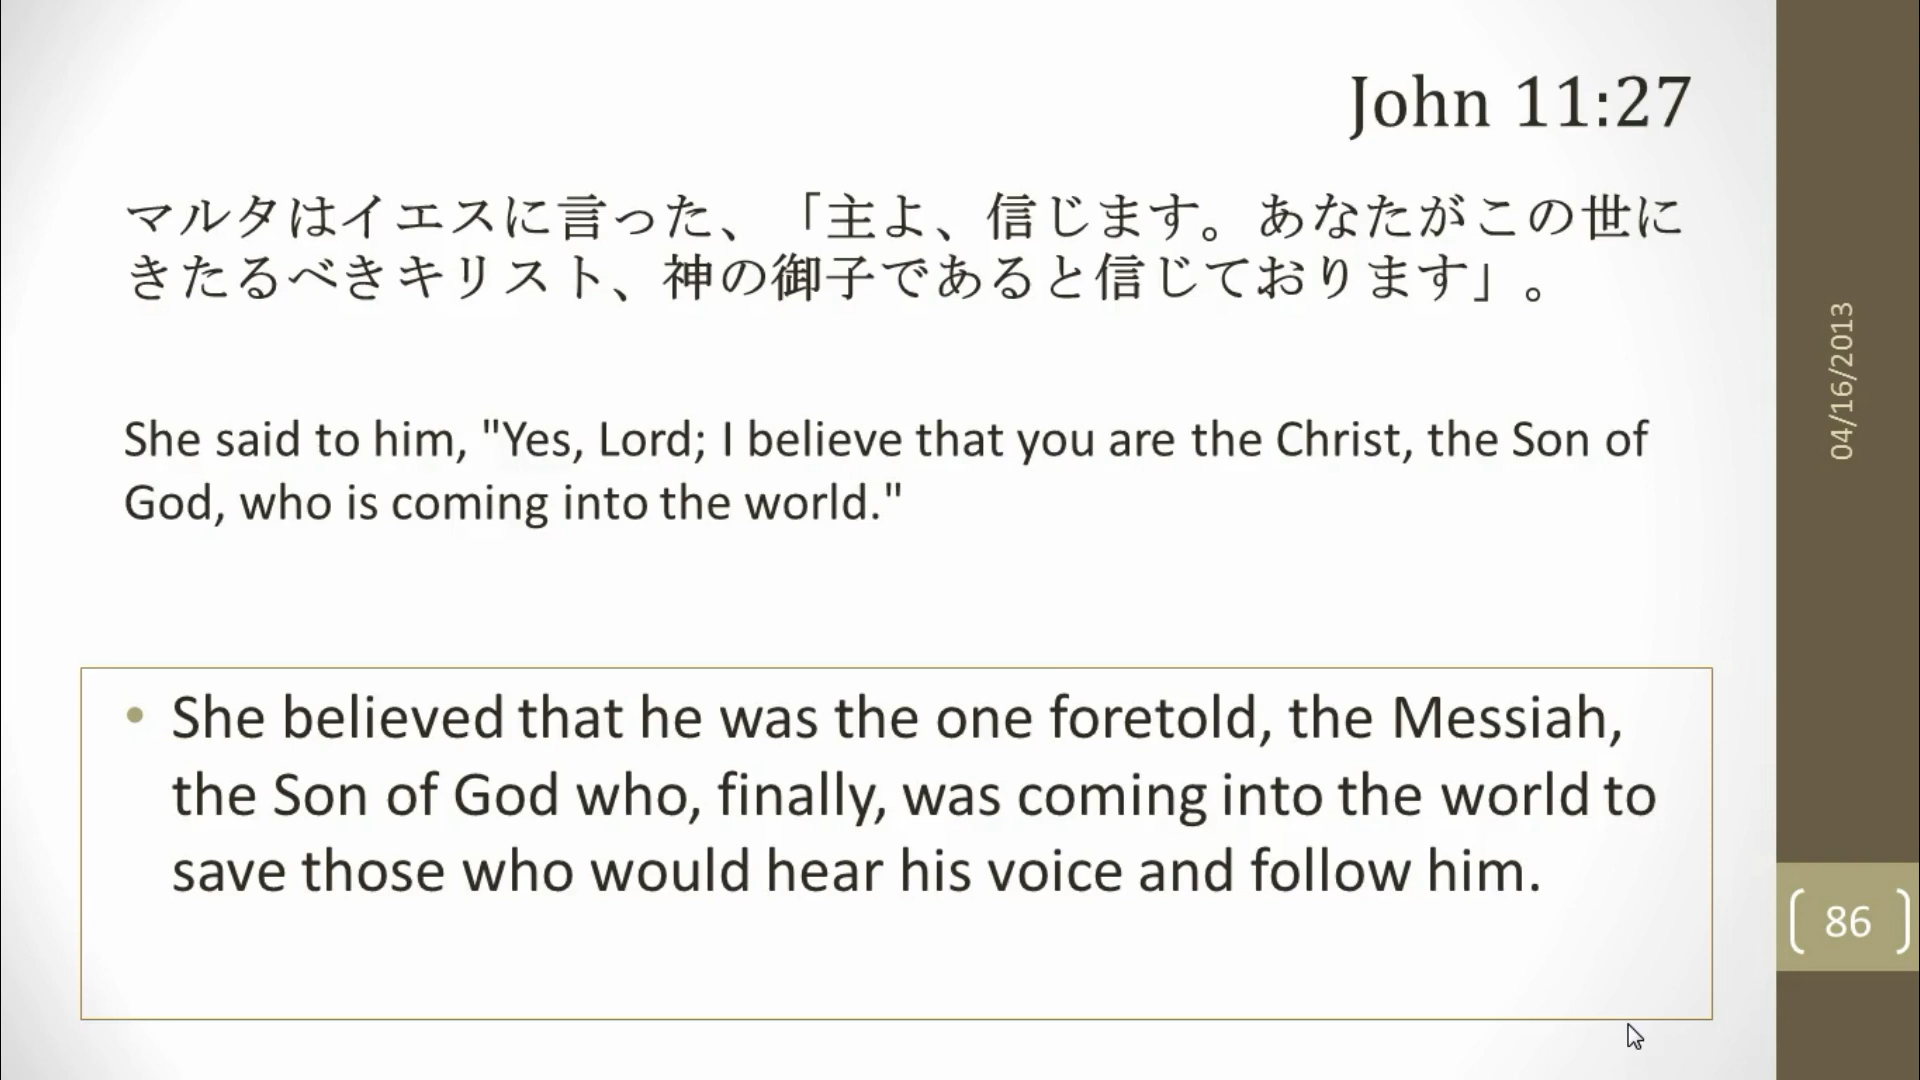 John 11:27
マルタはイエスに言った、「主よ、信じます。あなたがこの世に
きたるべきキリスト、神の御子であると信じております」。
She said to him, "Yes, Lord; I believe that you are the Christ, the Son of
God, who is coming into the world."
• She believed that he was the one foretold, the Messiah,
the Son of God who, finally, was coming into the world to
save those who would hear his voice and follow him.
04/16/2013
86